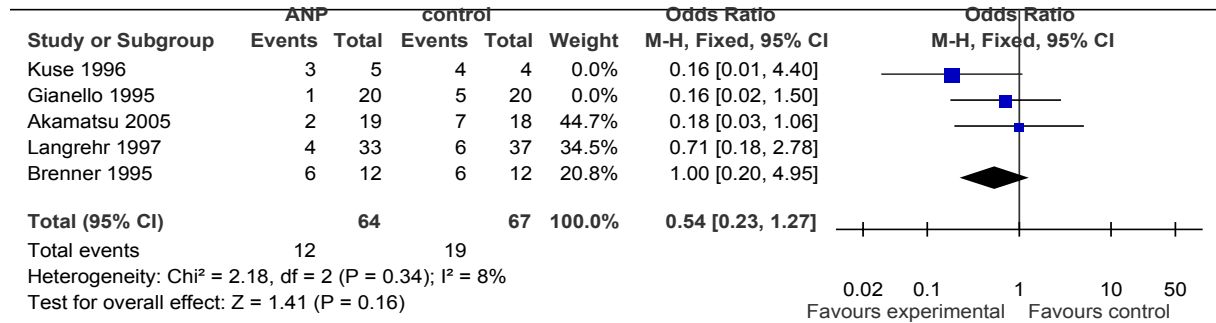 ANP control Odds Ratio Odds Ratio
Study or Subgroup Events Total Events Total Weight M-H, Fixed, 95% CI M-H, Fixed, 95% CI
Kuse 1996 3 5 4 4 0.0% 0.16 [0.01, 4.40]
Gianello 1995 1 20 5 20 0.0% 0.16 [0.02, 1.50]
Akamatsu 2005 2 19 7 18 44.7% 0.18 [0.03, 1.06]
Langrehr 1997 4 33 6 37 34.5% 0.71 [0.18, 2.78]
Brenner 1995 6 12 6 12 20.8% 1.00 [0.20, 4.95]
Total (95% CI) 64 67 100.0% 0.54 [0.23, 1.27]
Total events 12 19
Heterogeneity: Chi² = 2.18, df = 2 (P = 0.34); I² = 8%
Test for overall effect: Z = 1.41 (P = 0.16)
0.02 0.1 1 10 50
Favours experimental Favours control